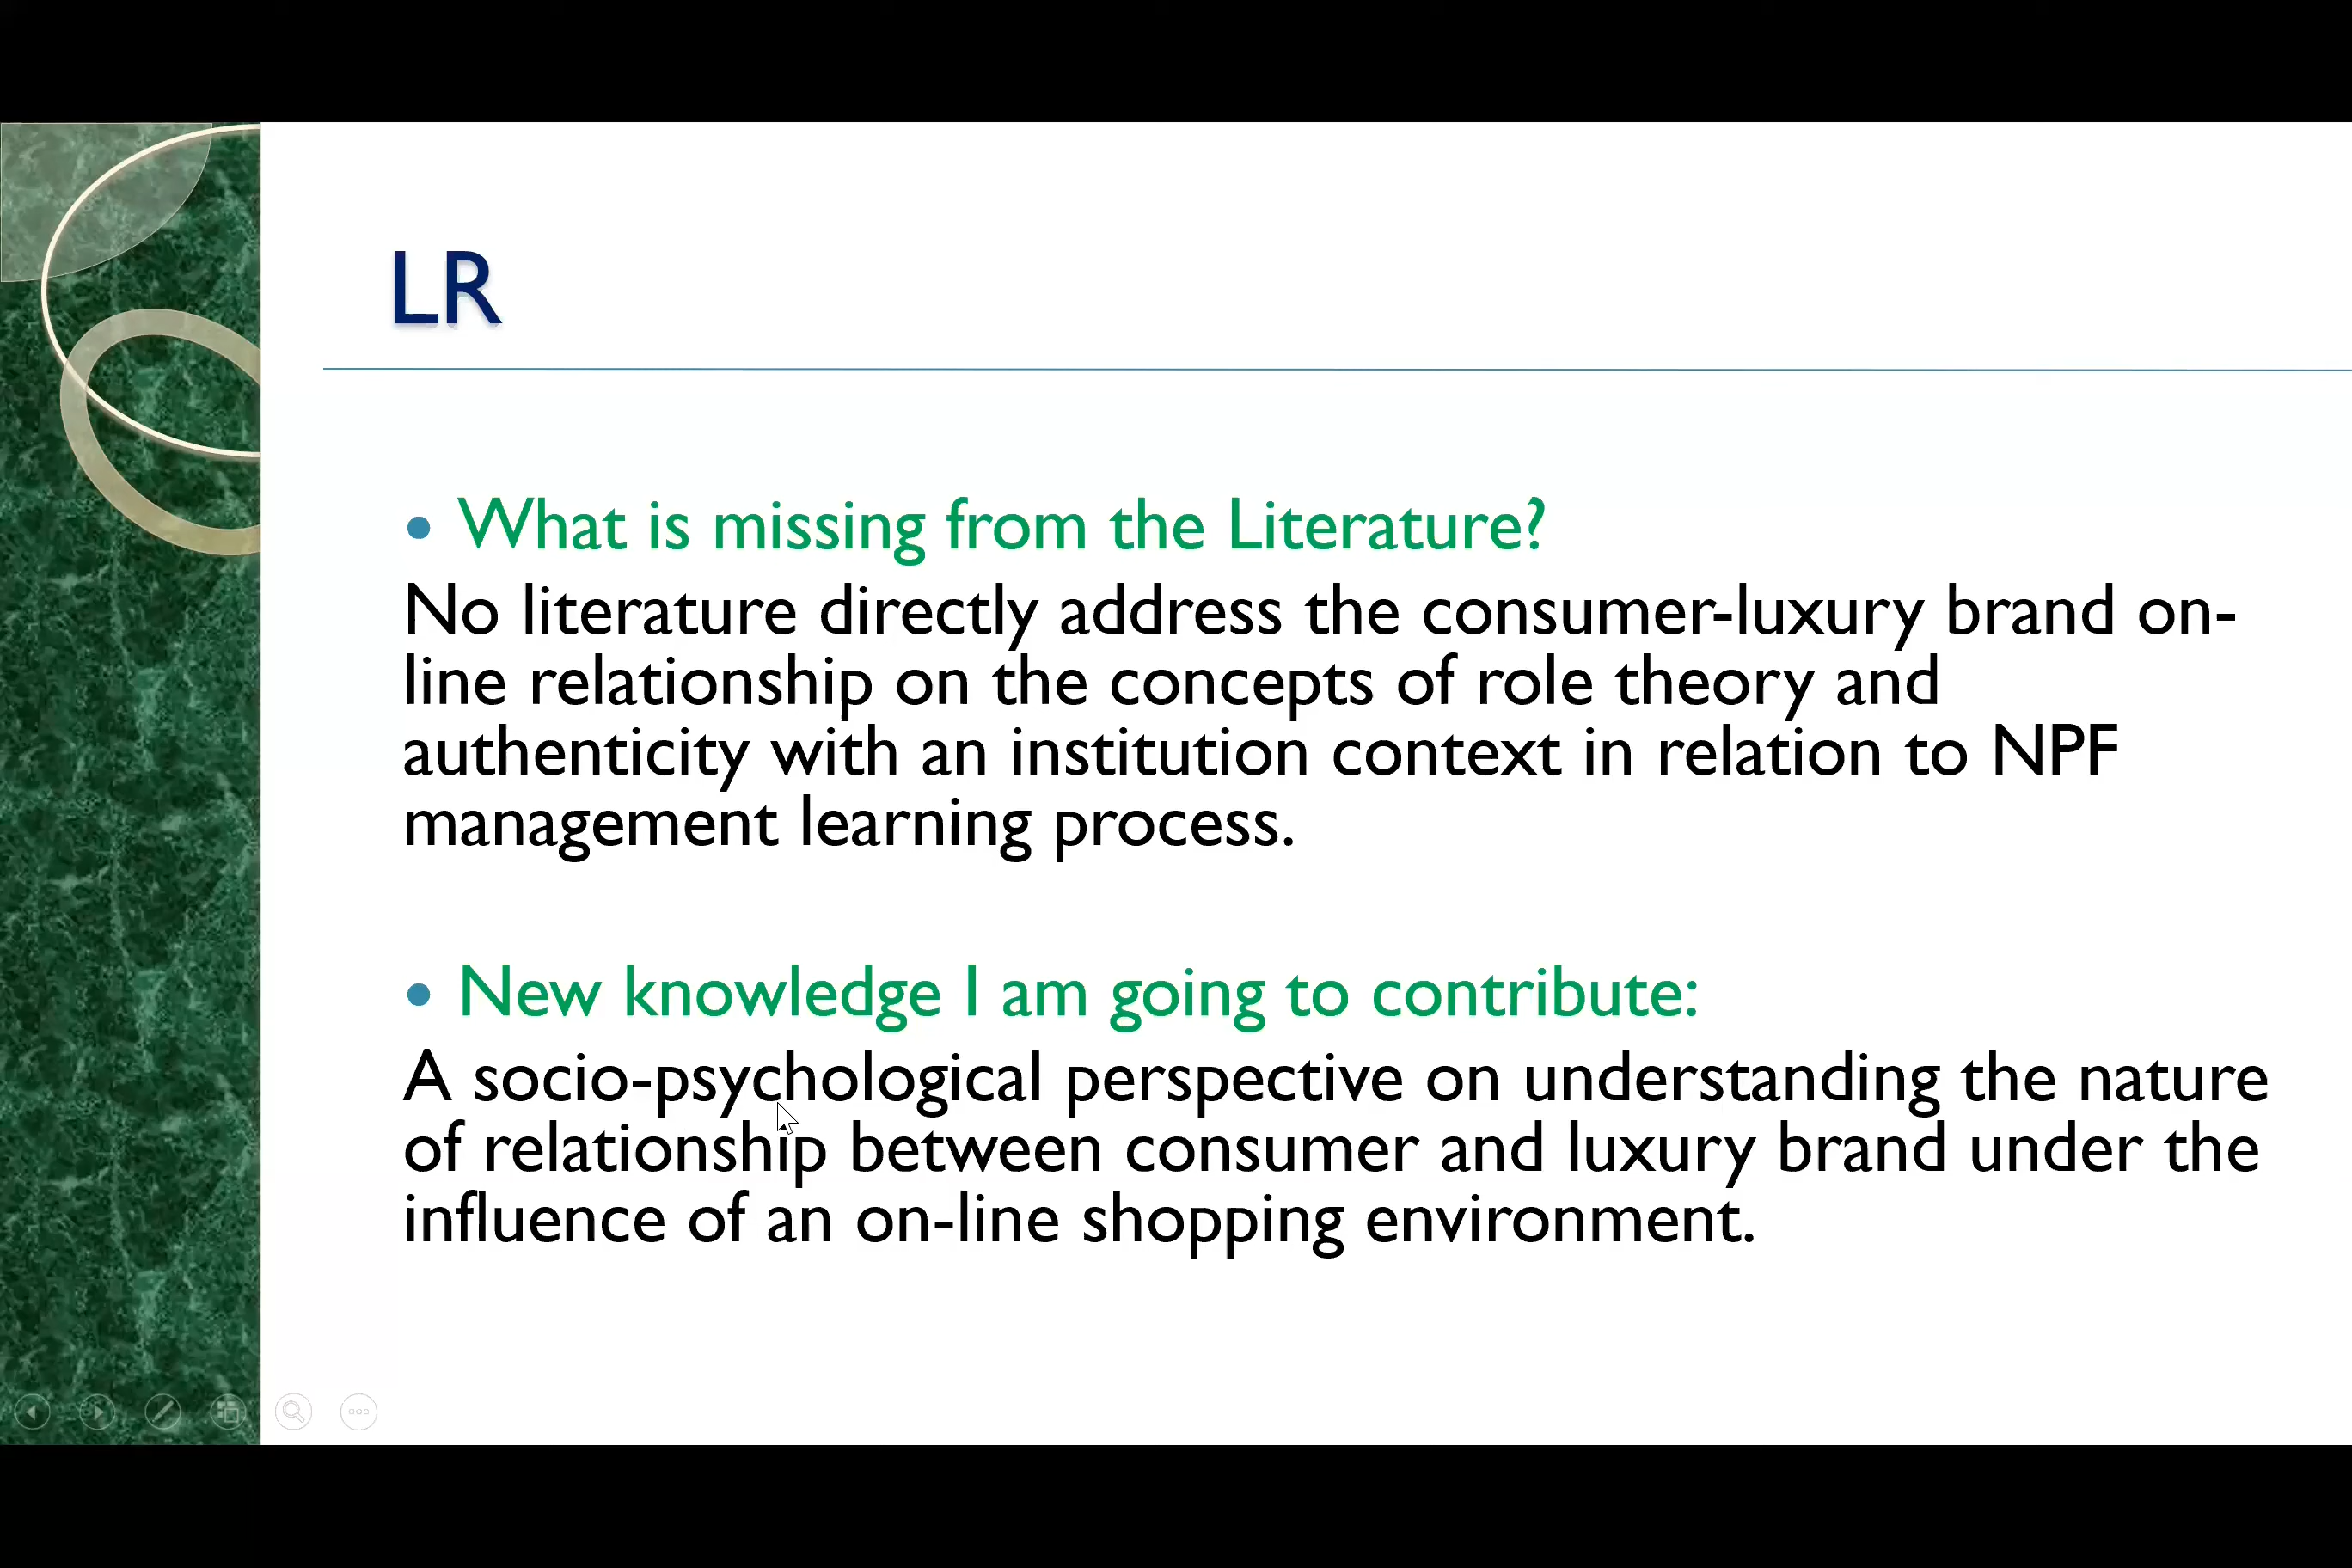 LR
• What is missing from the Literature?
No literature directly address the consumer-luxury brand on-
line relationship on the concepts of role theory and
authenticity with an institution context in relation to NPF
management learning process.
• New knowledge I am going to contribute:
A socio-psychological perspective on understanding the nature
of relationship between consumer and luxury brand under the
influence of an on-line shopping environment.